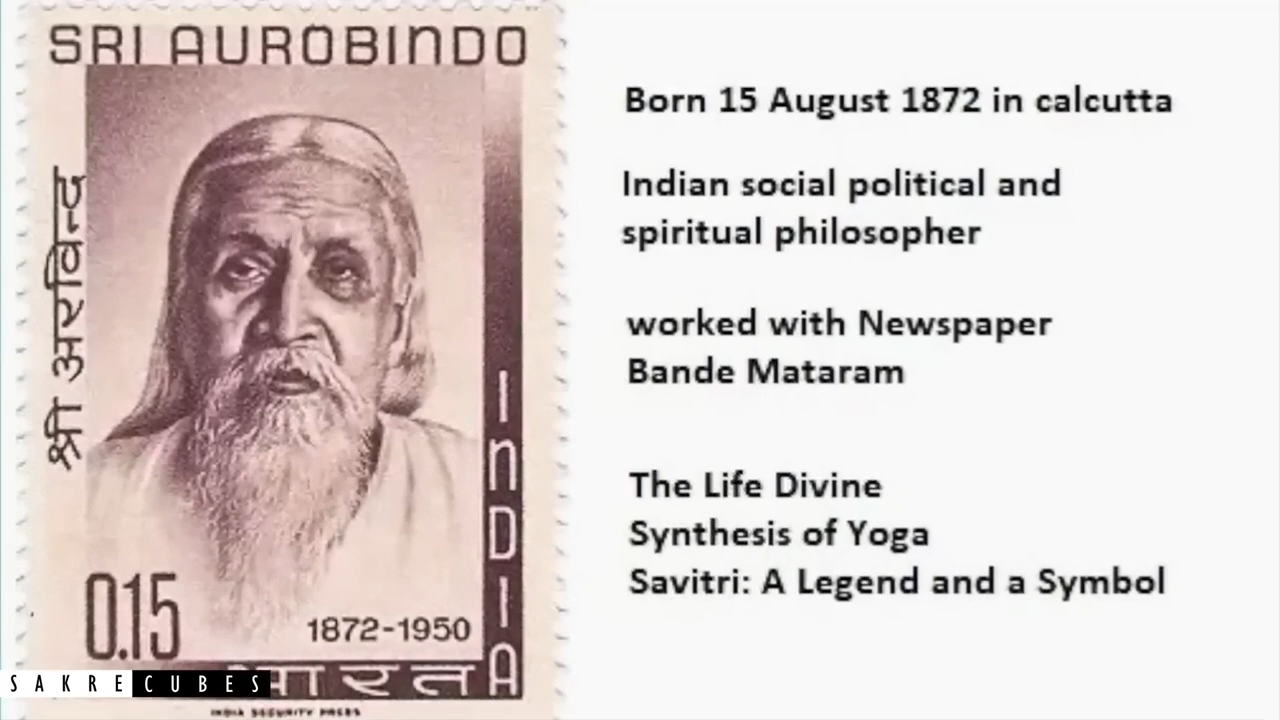 SRI AUROBINDO
श्री अरविन्द
INDIA
0.15
1872-1950
भारत
INDIA SECURITY PRESS
SAKRECUBES
Born 15 August 1872 in calcutta
Indian social political and
spiritual philosopher
worked with Newspaper
Bande Mataram
The Life Divine
Synthesis of Yoga
Savitri: A Legend and a Symbol